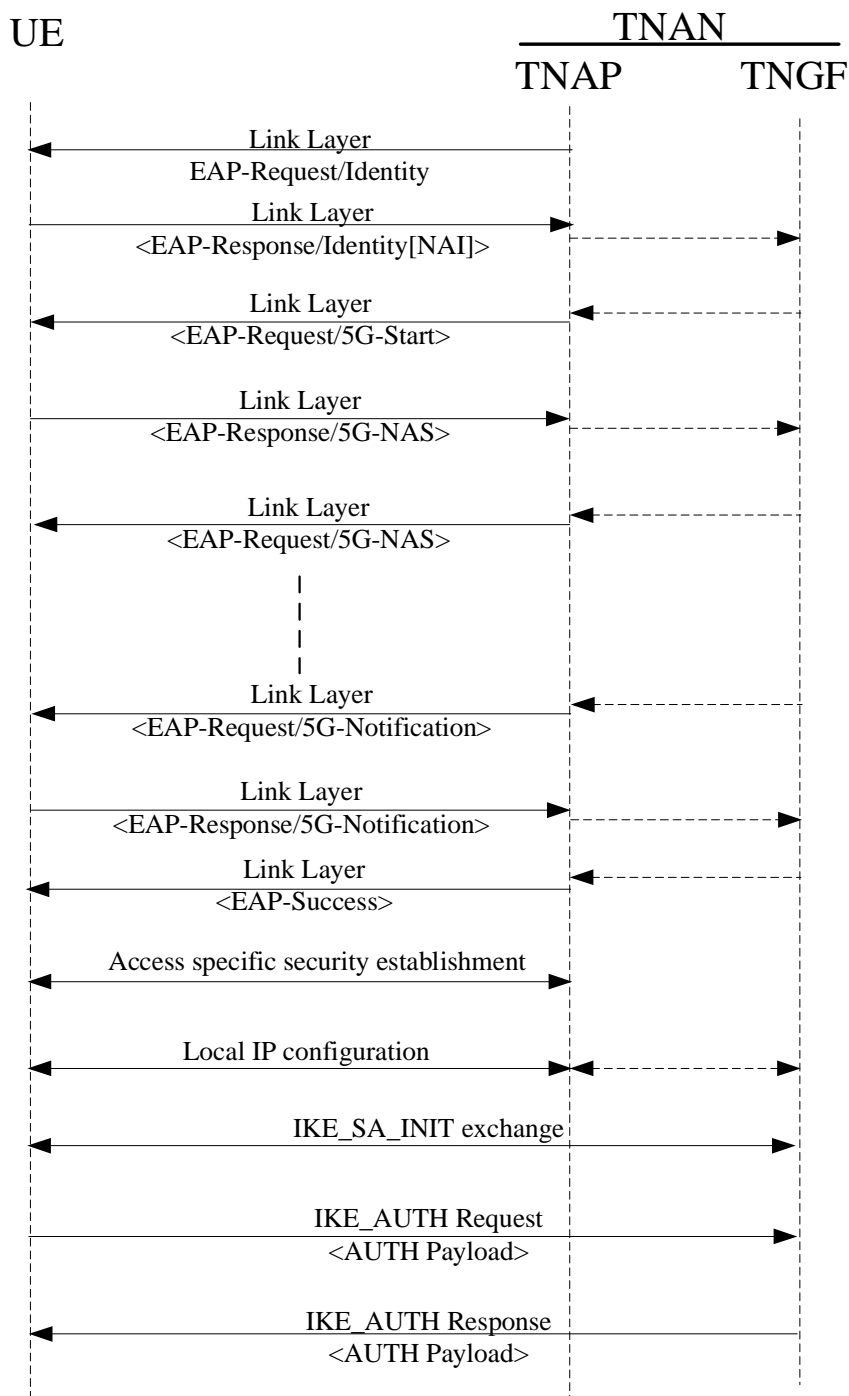 UE
TNAN
TNAP
TNGF
Link Layer
EAP-Request/Identity
Link Layer
<EAP-Response/Identity[NAI]>
Link Layer
<EAP-Request/5G-Start>
Link Layer
<EAP-Response/5G-NAS>
Link Layer
<EAP-Request/5G-NAS>
Link Layer
<EAP-Request/5G-Notification>
Link Layer
<EAP-Response/5G-Notification>
Link Layer
<EAP-Success>
Access specific security establishment
Local IP configuration
IKE_SA_INIT exchange
IKE_AUTH Request
<AUTH Payload>
IKE_AUTH Response
<AUTH Payload>